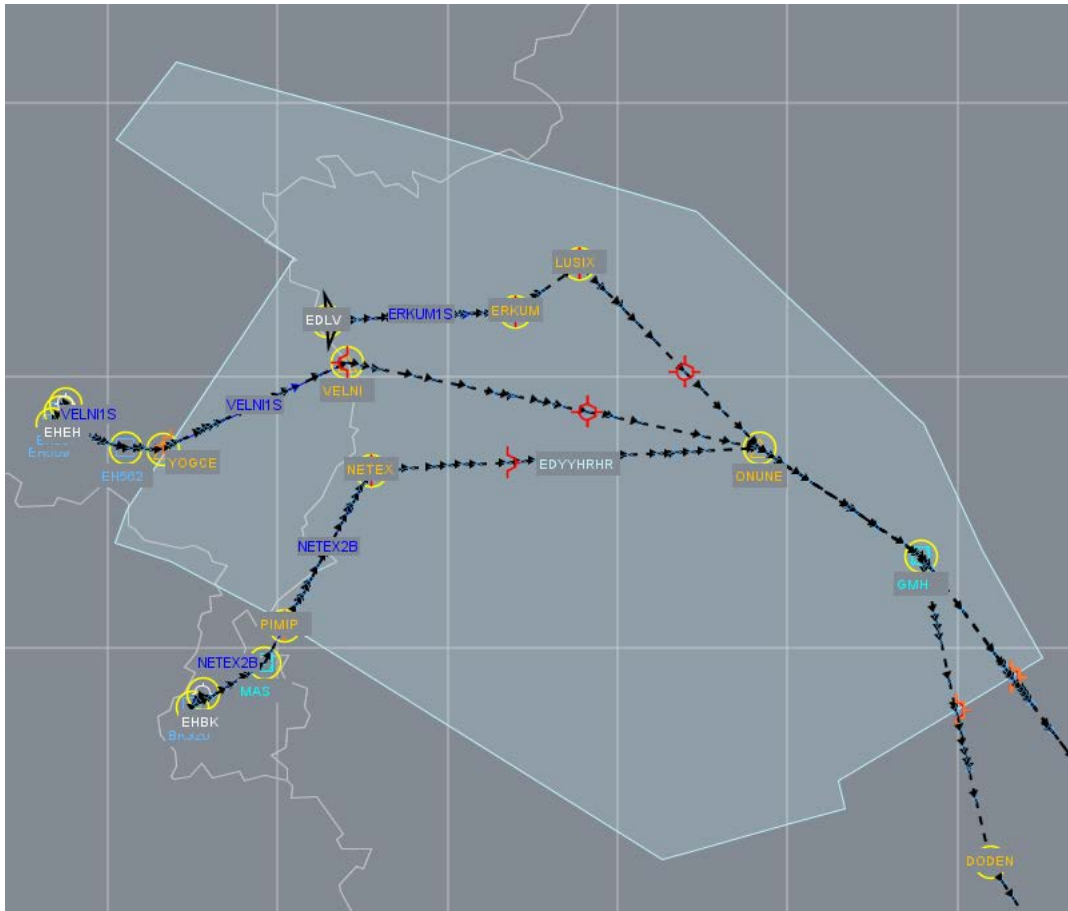 LUSIX
EDLV
ERKUM1S
ERKUM
VELNI
VELNI1S
VELNI1S
EHEH
YOGCE
EH562
NETEX
EDYYHRHR
ONUNE
NETEX2B
GMH
PIMIP
NETEX2B
MAS
EHBK
DODEN